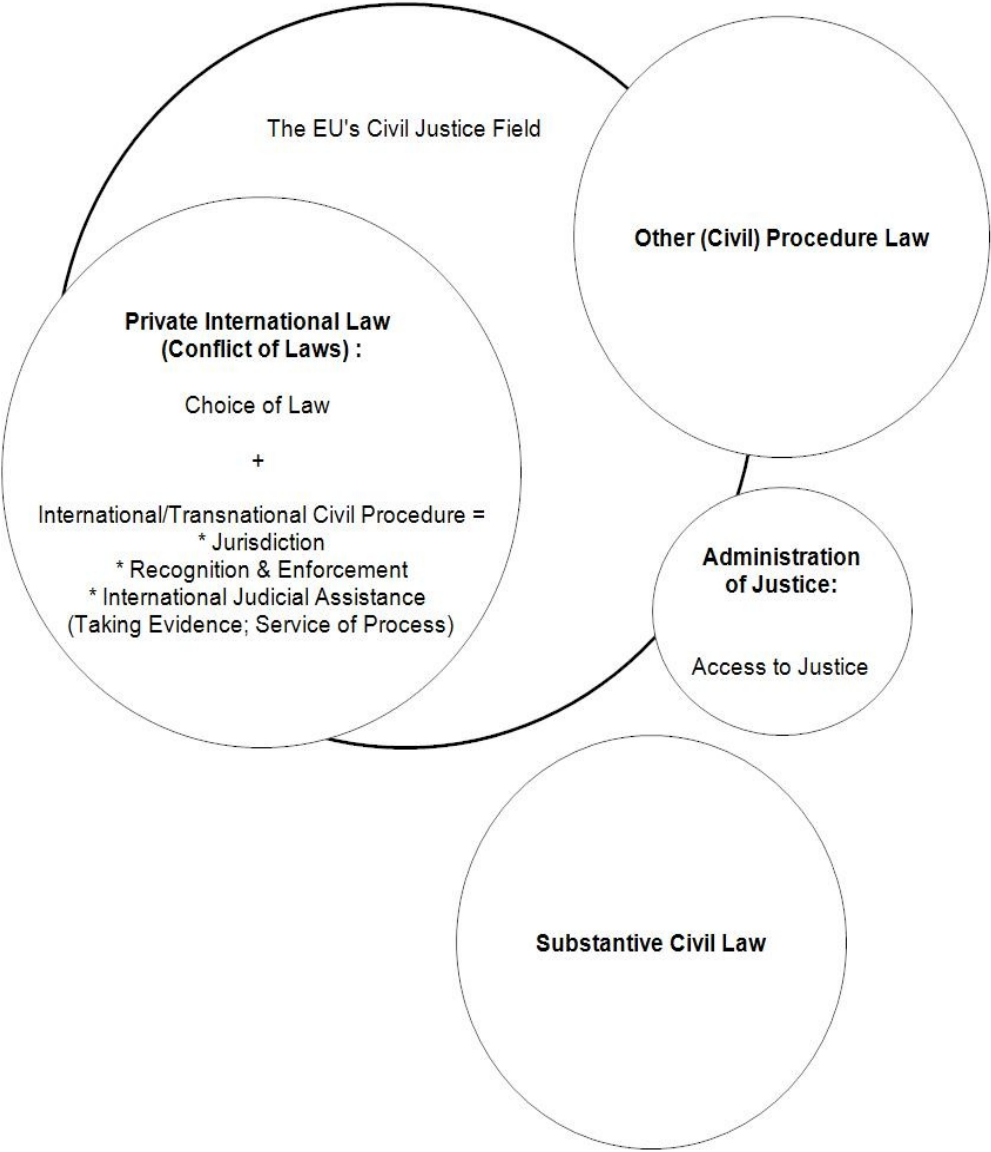 The EU's Civil Justice Field
Other (Civil) Procedure Law
Private International Law
(Conflict of Laws) :
Choice of Law
+
International/Transnational Civil Procedure =
* Jurisdiction
* Recognition & Enforcement
* International Judicial Assistance
(Taking Evidence; Service of Process)
Administration
of Justice:
Access to Justice
Substantive Civil Law